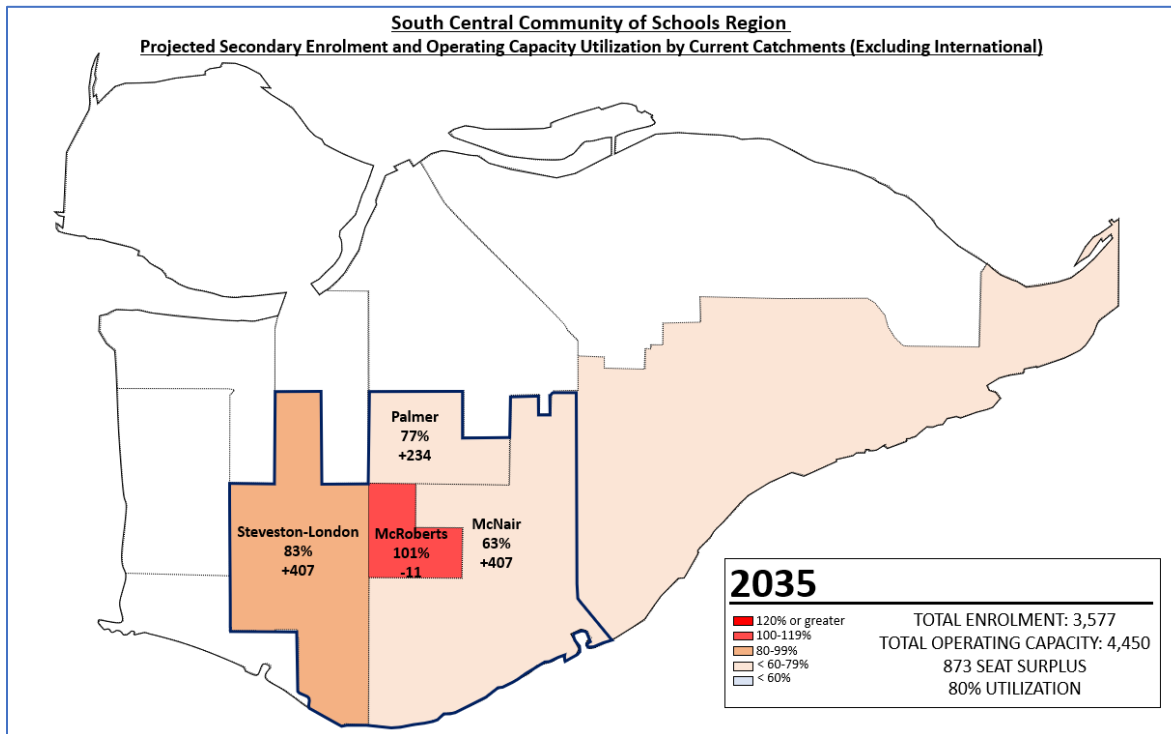 South Central Community of Schools Region
Projected Secondary Enrolment and Operating Capacity Utilization by Current Catchments (Excluding International)
Palmer
77%
+234
Steveston-London
83%
+407
McRoberts
101%
-11
McNair
63%
+407
2035
120% or greater
100-119%
80-99%
< 60-79%
< 60%
TOTAL ENROLMENT: 3,577
TOTAL OPERATING CAPACITY: 4,450
873 SEAT SURPLUS
80% UTILIZATION